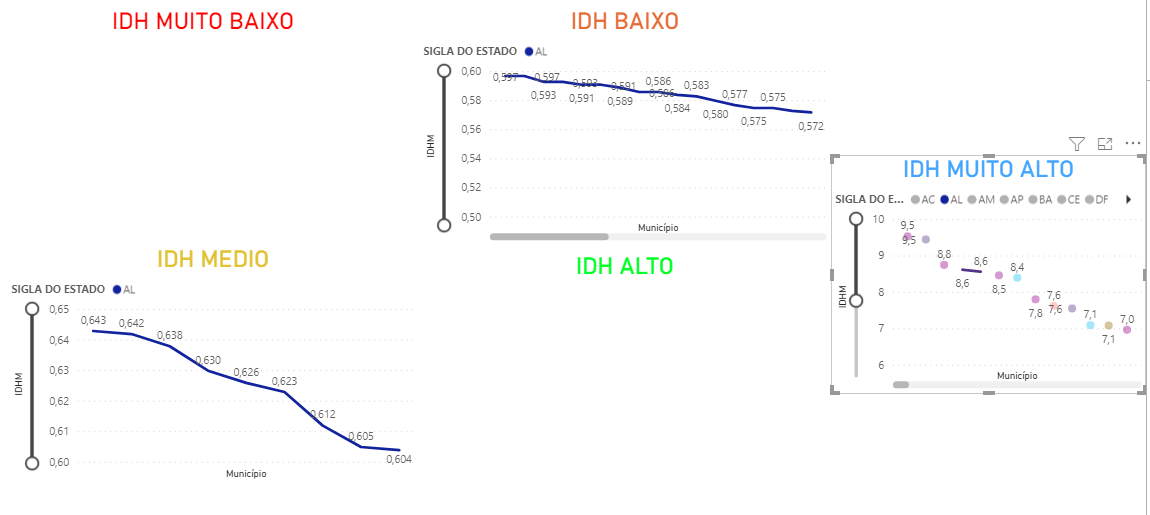 IDH MUITO BAIXO
IDH BAIXO
SIGLA DO ESTADO AL
IDHM
0,60
0,58
0,56
0,54
0,52
0,50
0,597 0,597 0,593 0,591 0,586 0,583 0,577 0,575
0,593 0,591 0,589 0,586 0,584 0,580 0,575 0,572
Município
IDH MUITO ALTO
SIGLA DO E... AC AL AM AP BA CE DF
IDHM
10
9
8
7
6
9,5 8,8 8,6 8,4 7,6 7,0
9,5 8,6 8,5 7,8 7,6 7,1 7,1
Município
IDH MEDIO
SIGLA DO ESTADO AL
IDHM
0,65
0,64
0,63
0,62
0,61
0,60
0,643 0,642 0,638 0,630 0,626 0,623 0,612 0,605 0,604
Município
IDH ALTO